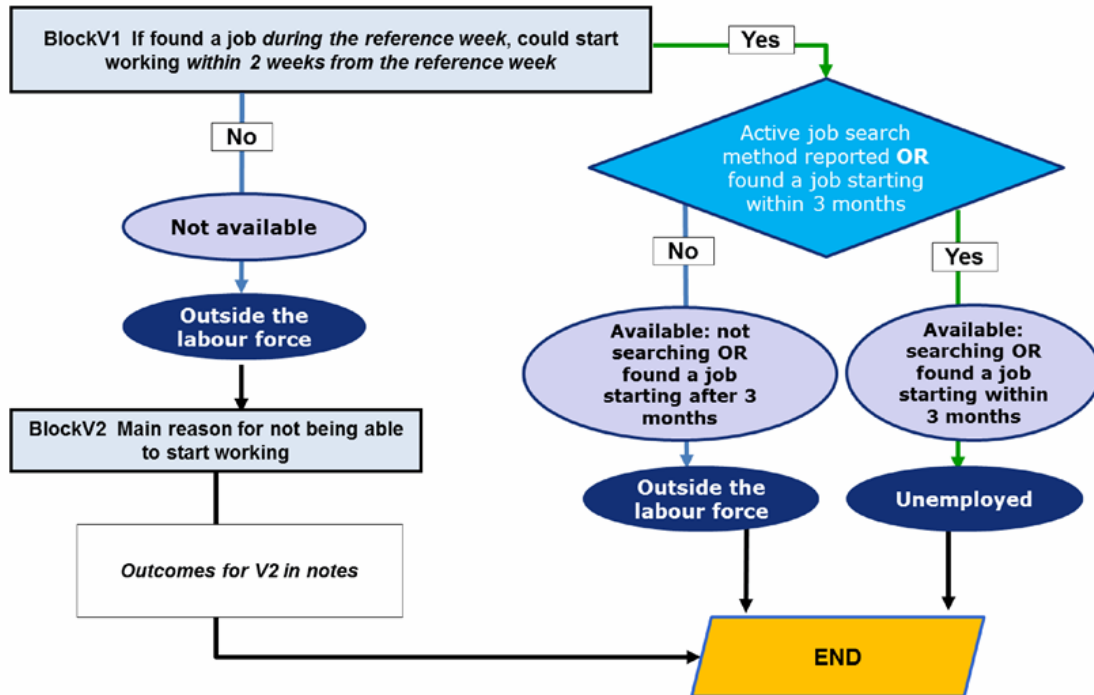 BlockV1 If found a job during the reference week, could start
working within 2 weeks from the reference week
Yes
No
Active job search
method reported OR
found a job starting
within 3 months
Not available
No
Yes
Outside the
labour force
Available: not
searching OR
found a job
starting after 3
months
Available:
searching OR
found a job
starting within
3 months
BlockV2 Main reason for not being able
to start working
Outside the
labour force
Unemployed
Outcomes for V2 in notes
END